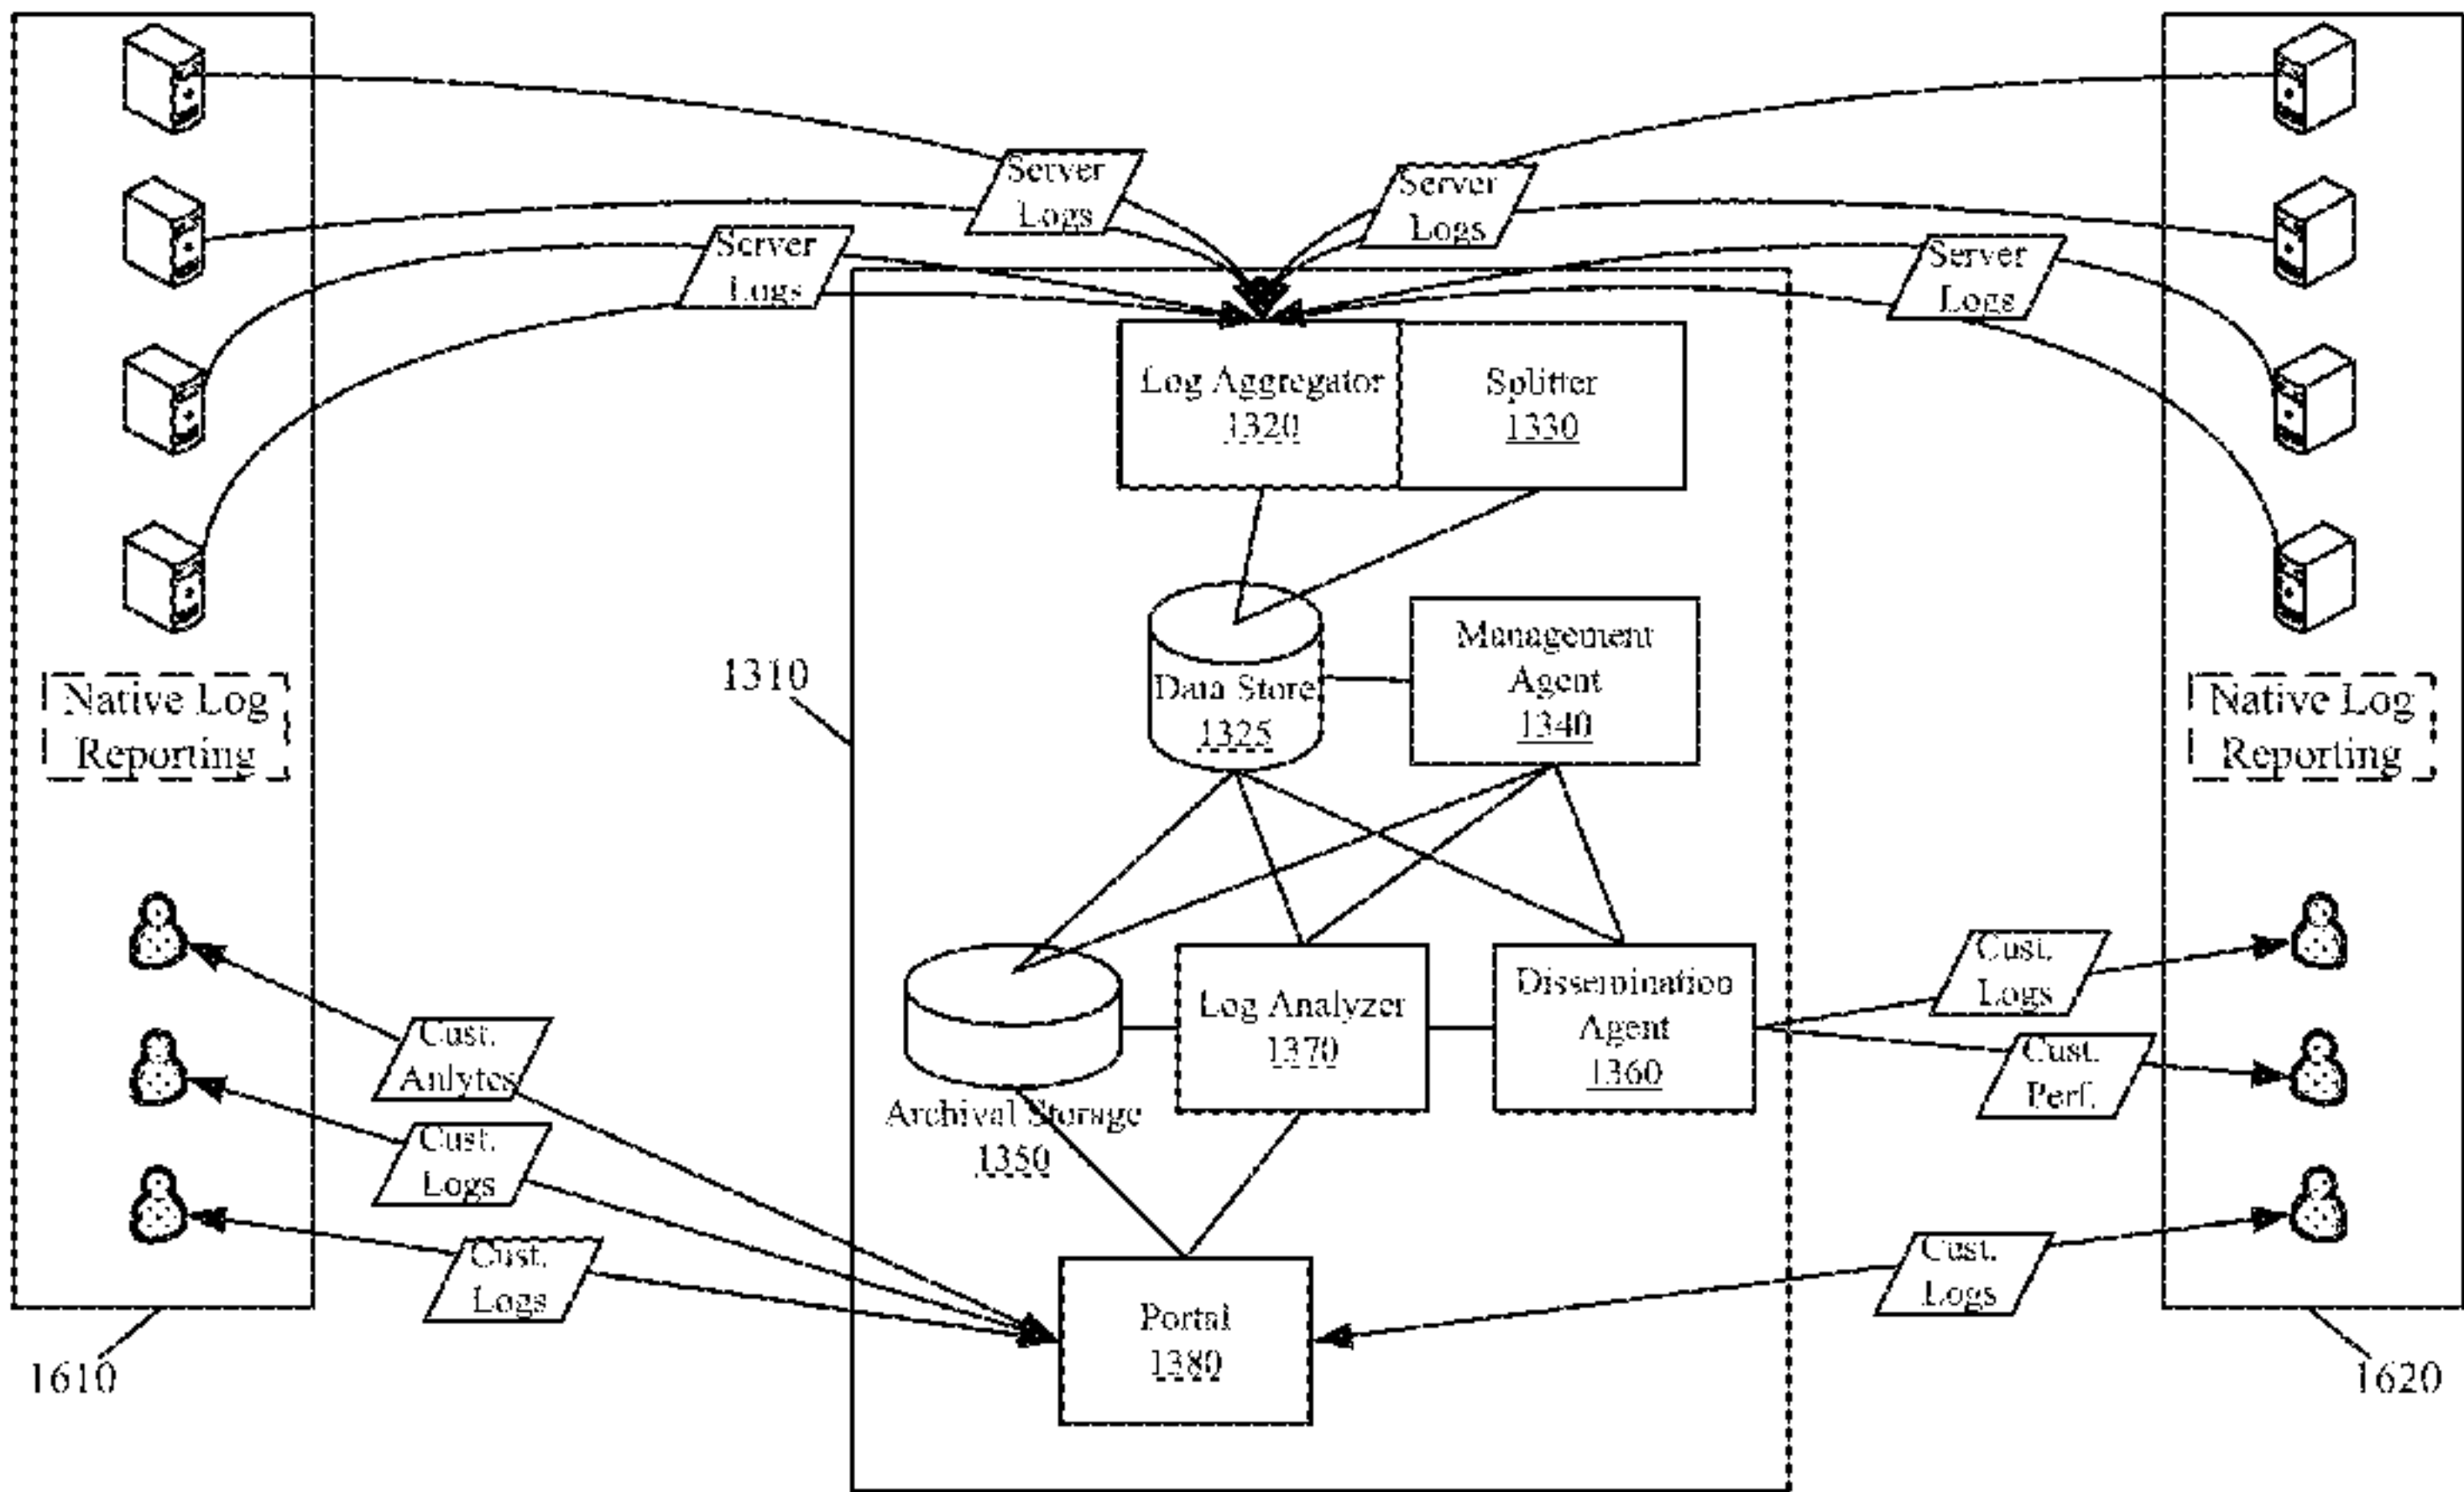 Server
Logs
Server
Logs
Server
Logs
Server
Logs
Log Aggregator
1320
Splitter
1330
Native Log
Reporting
1310
Data Store
1325
Management
Agent
1340
Native Log
Reporting
Cust.
Anlytcs
Cust.
Logs
Cust.
Logs
Archival Storage
1350
Log Analyzer
1370
Dissemination
Agent
1360
Cust.
Logs
Cust.
Perf.
Cust.
Logs
Portal
1380
1610
1620